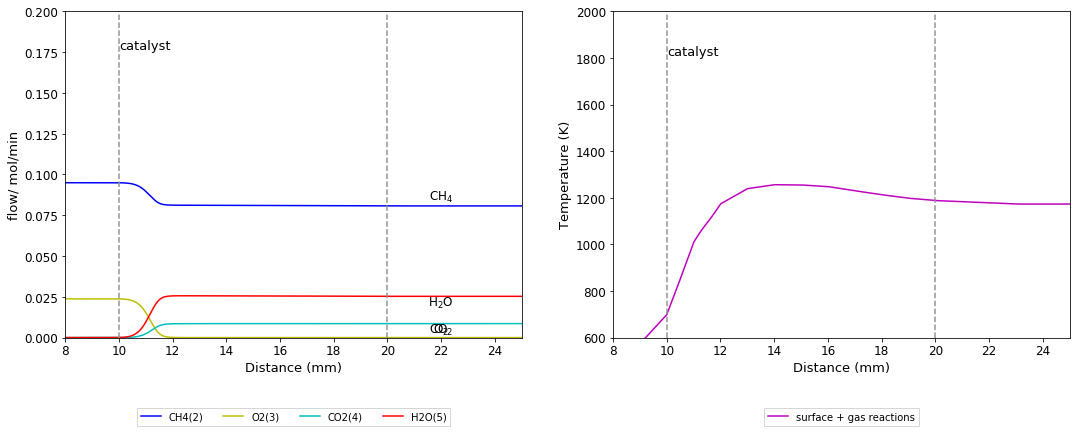 0.200
0.175
0.150
0.125
0.100
0.075
0.050
0.025
0.000
flow/ mol/min
catalyst
CH4
H2O
8 10 12 14 16 18 20 22 24
Distance (mm)
CH4(2) O2(3) CO2(4) H2O(5)
2000
1800
1600
1400
1200
1000
800
600
Temperature (K)
catalyst
8 10 12 14 16 18 20 22 24
Distance (mm)
surface + gas reactions